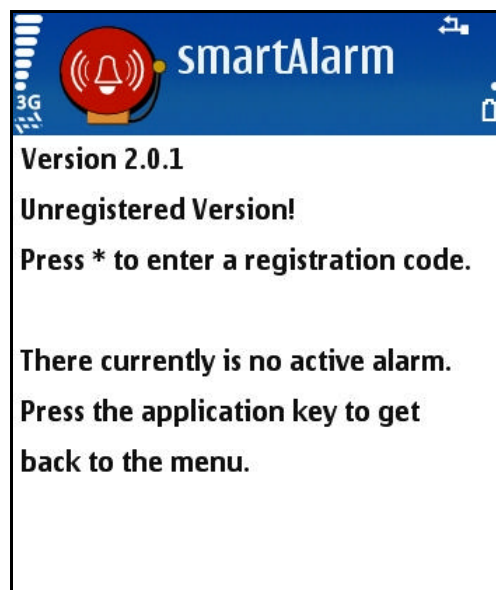 smartAlarm
3G
Version 2.0.1
Unregistered Version!
Press * to enter a registration code.
There currently is no active alarm.
Press the application key to get
back to the menu.